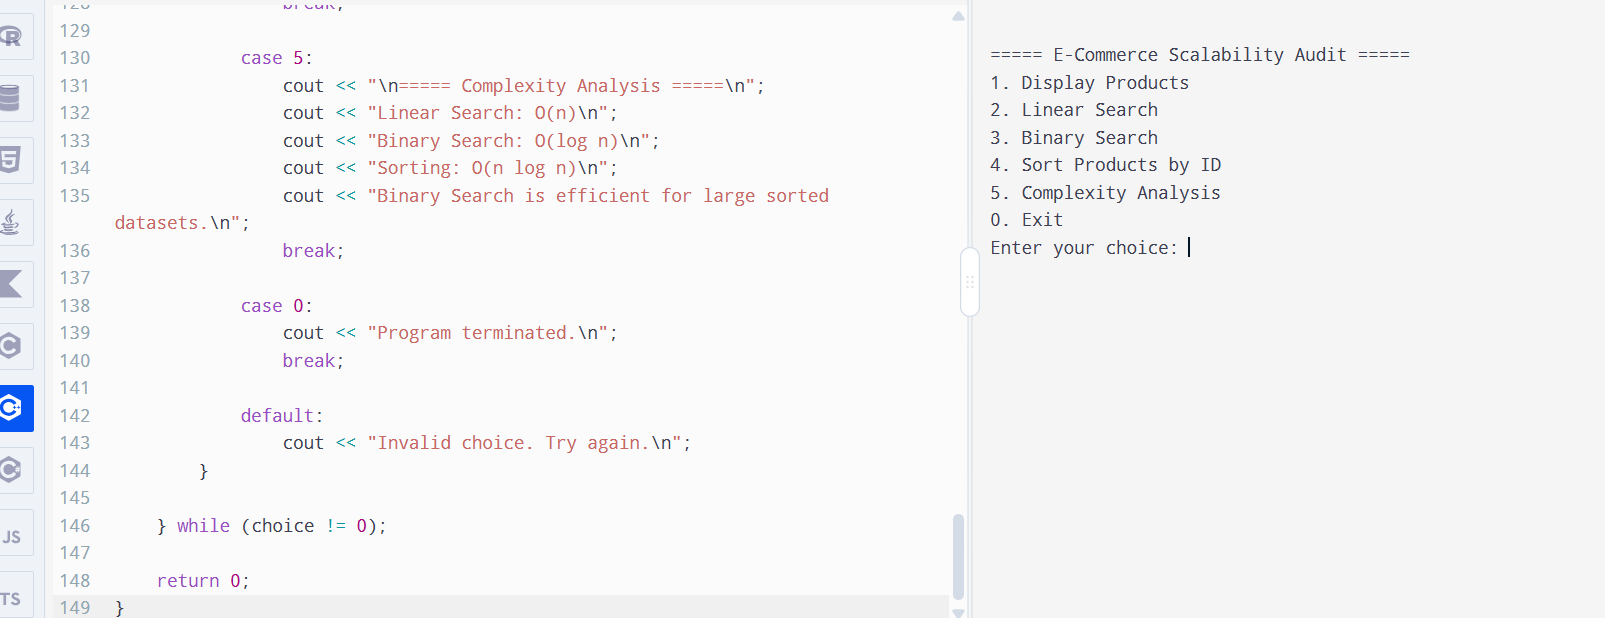 128 break;
129
130 case 5:
131 cout << "\n===== Complexity Analysis =====\n";
132 cout << "Linear Search: O(n)\n";
133 cout << "Binary Search: O(log n)\n";
134 cout << "Sorting: O(n log n)\n";
135 cout << "Binary Search is efficient for large sorted
datasets.\n";
136 break;
137
138 case 0:
139 cout << "Program terminated.\n";
140 break;
141
142 default:
143 cout << "Invalid choice. Try again.\n";
144 }
145
146 } while (choice != 0);
147
148 return 0;
149 }
===== E-Commerce Scalability Audit =====
1. Display Products
2. Linear Search
3. Binary Search
4. Sort Products by ID
5. Complexity Analysis
0. Exit
Enter your choice:
R
5
C
C
C
JS
TS